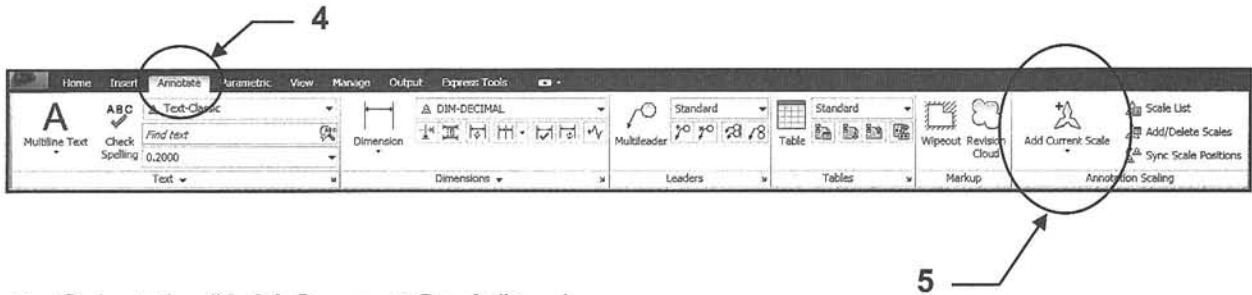 4
Home Insert Annotate Parametric View Manage Output Express Tools
A Multiline Text
ABC Check Spelling
Text-Classic
Find text
0.2000
Text
Dimension
DIM-DECIMAL
Dimensions
Multileader
Standard
Leaders
Table
Standard
Tables
Wipeout Revision Cloud
Markup
Add Current Scale
Scale List
Add/Delete Scales
Sync Scale Positions
Annotation Scaling
5